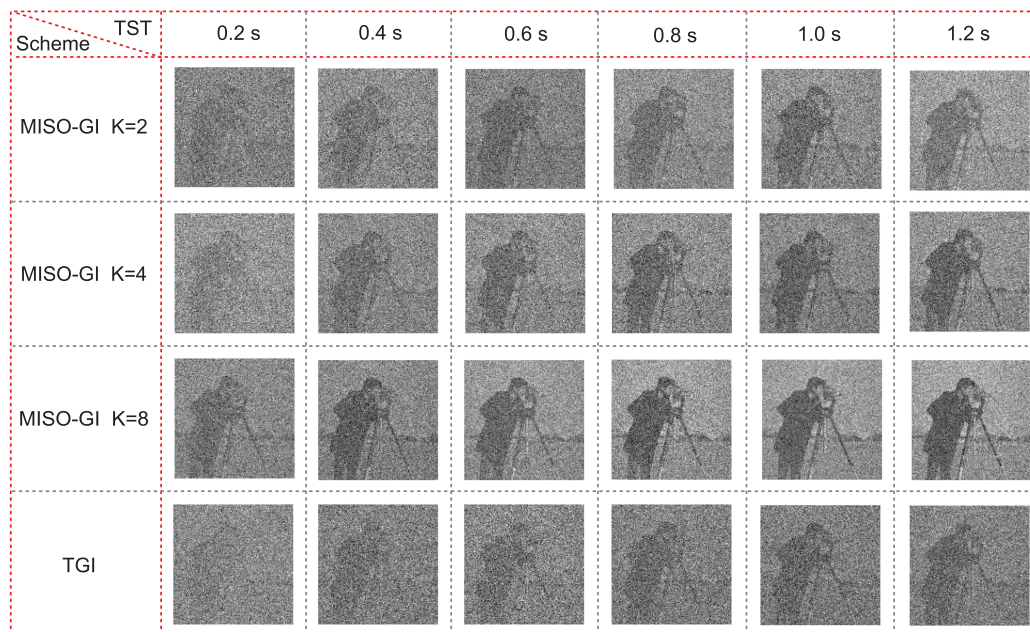 TST
Scheme
0.2 s 0.4 s 0.6 s 0.8 s 1.0 s 1.2 s
MISO-GI K=2
MISO-GI K=4
MISO-GI K=8
TGI